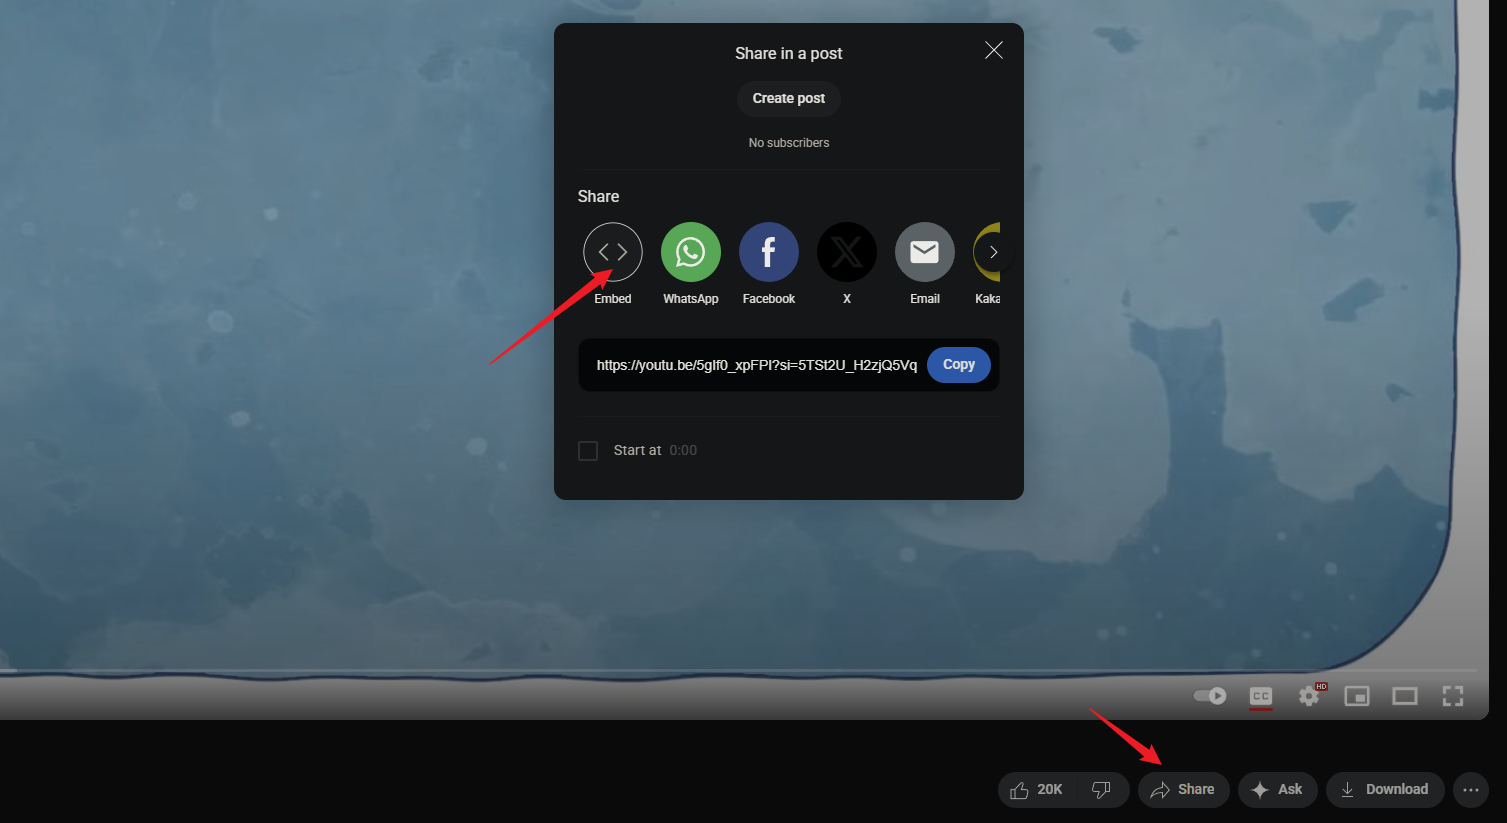 Share in a post
Create post
No subscribers
Share
Embed
WhatsApp
Facebook
X
Email
Kaka
https://youtu.be/5gIf0_xpFPI?si=5TSt2U_H2zjQ5Vq
Copy
Start at 0:00
CC
HD
20K
Share
Ask
Download